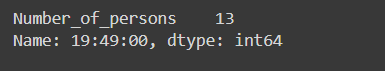 Number_of_persons    13
Name: 19:49:00, dtype: int64